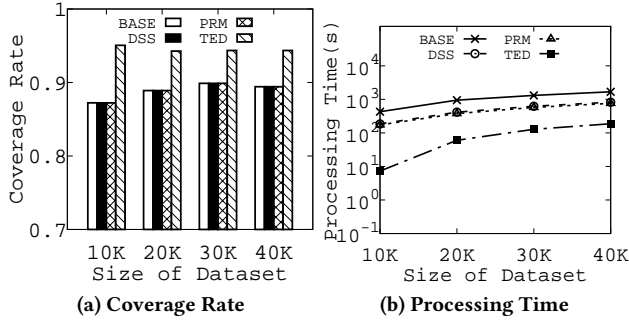 BASE PRM
DSS TED
Coverage Rate
1
0.9
0.8
0.7
10K 20K 30K 40K
Size of Dataset
(a) Coverage Rate
BASE PRM
DSS TED
Processing Time(s)
10^4
10^3
10^2
10^1
10^0
10^-1
10K 20K 30K 40K
Size of Dataset
(b) Processing Time